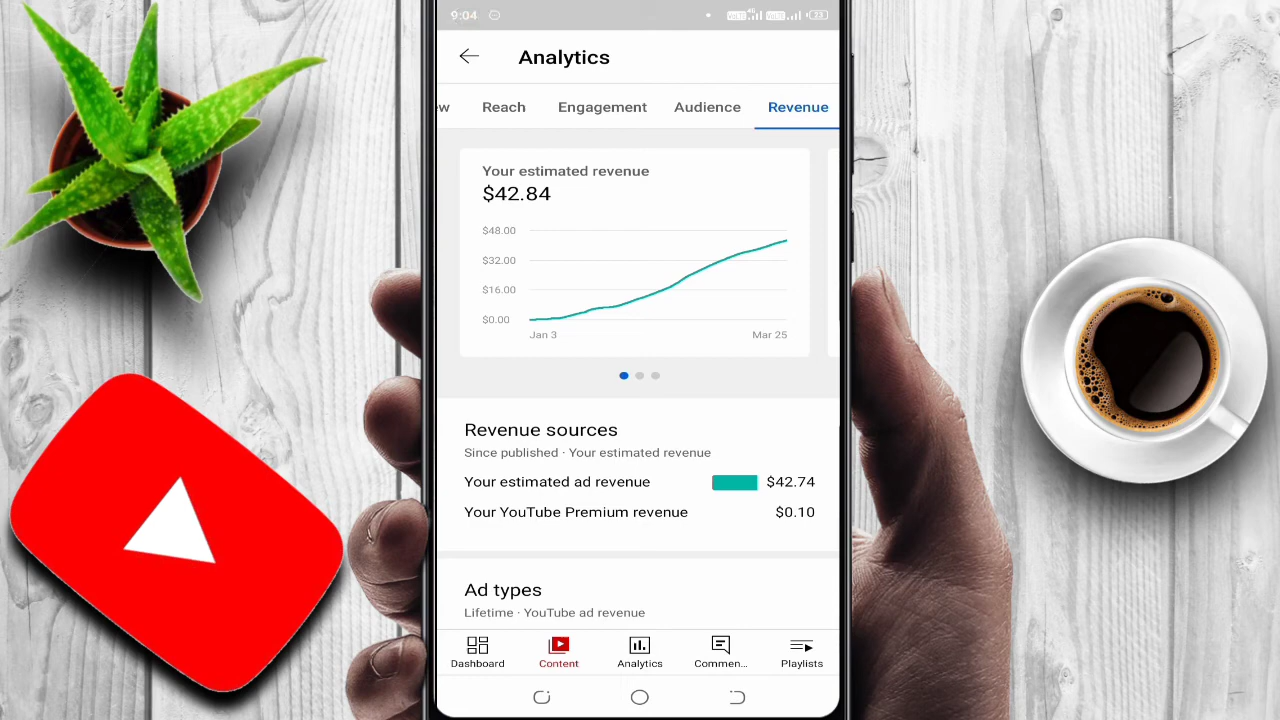 9:04
23
Analytics
ew Reach Engagement Audience Revenue
Your estimated revenue
$42.84
$48.00
$32.00
$16.00
$0.00
Jan 3 Mar 25
Revenue sources
Since published · Your estimated revenue
Your estimated ad revenue $42.74
Your YouTube Premium revenue $0.10
Ad types
Lifetime · YouTube ad revenue
Dashboard Content Analytics Commen... Playlists